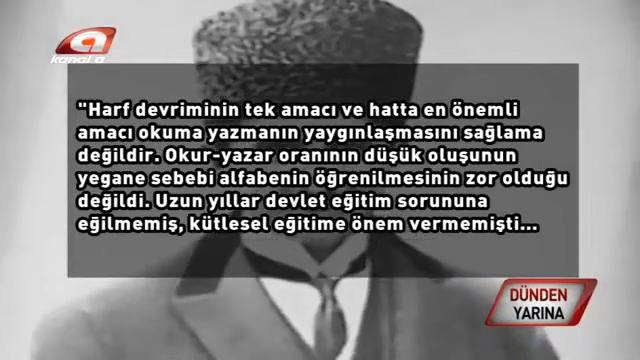 a
kanal a
"Harf devriminin tek amacı ve hatta en önemli
amacı okuma yazmanın yaygınlaşmasını sağlama
değildir. Okur-yazar oranının düşük oluşunun
yegane sebebi alfabenin öğrenilmesinin zor olduğu
değildi. Uzun yıllar devlet eğitim sorununa
eğilmemiş, kütlesel eğitime önem vermemişti...
DÜNDEN
YARINA